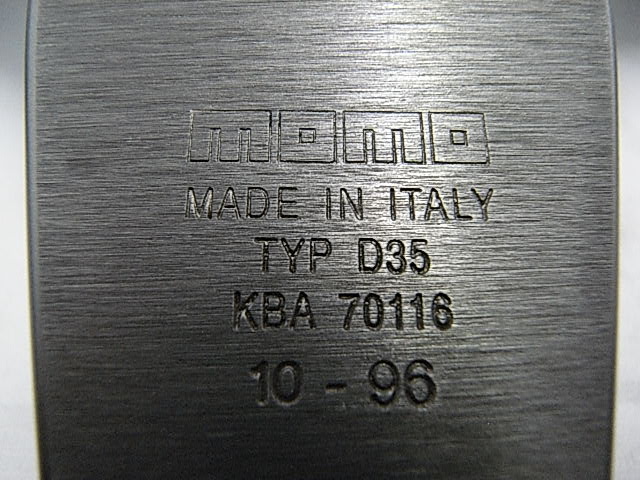 momo
MADE IN ITALY
TYP D35
KBA 70116
10 - 96